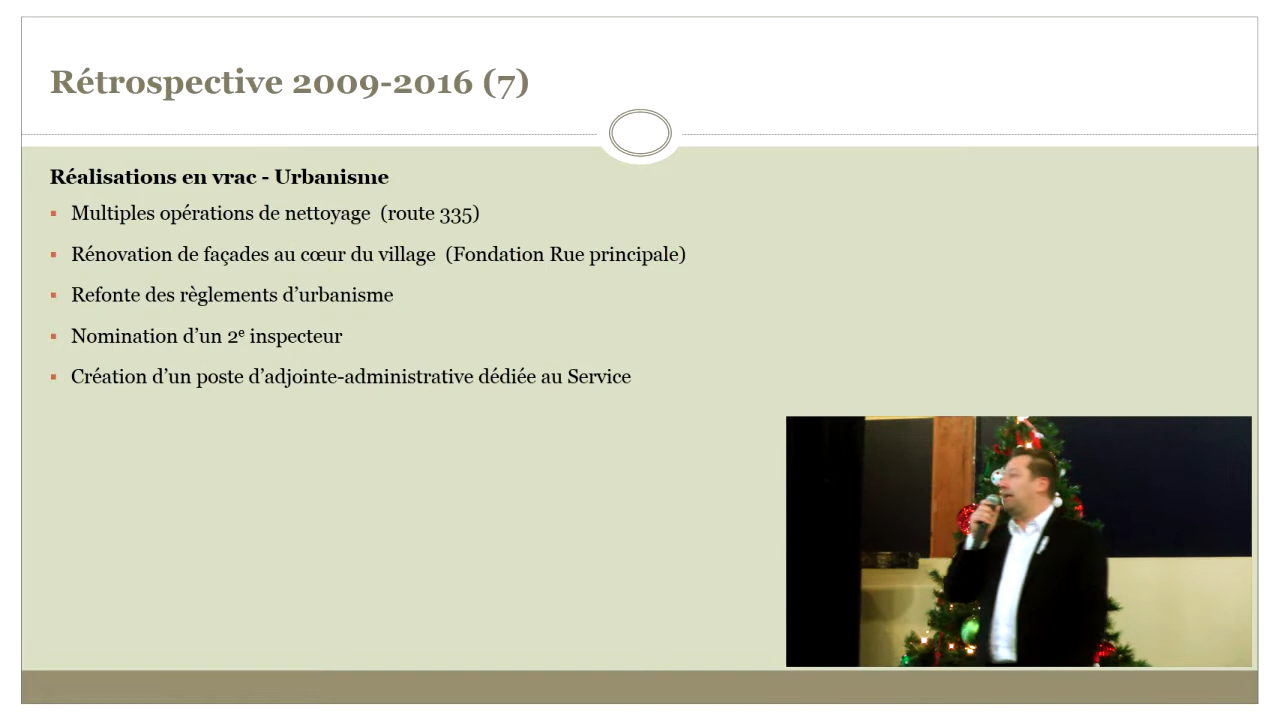 Rétrospective 2009-2016 (7)
Réalisations en vrac - Urbanisme
▪ Multiples opérations de nettoyage  (route 335)
▪ Rénovation de façades au cœur du village  (Fondation Rue principale)
▪ Refonte des règlements d’urbanisme
▪ Nomination d’un 2e inspecteur
▪ Création d’un poste d’adjointe-administrative dédiée au Service